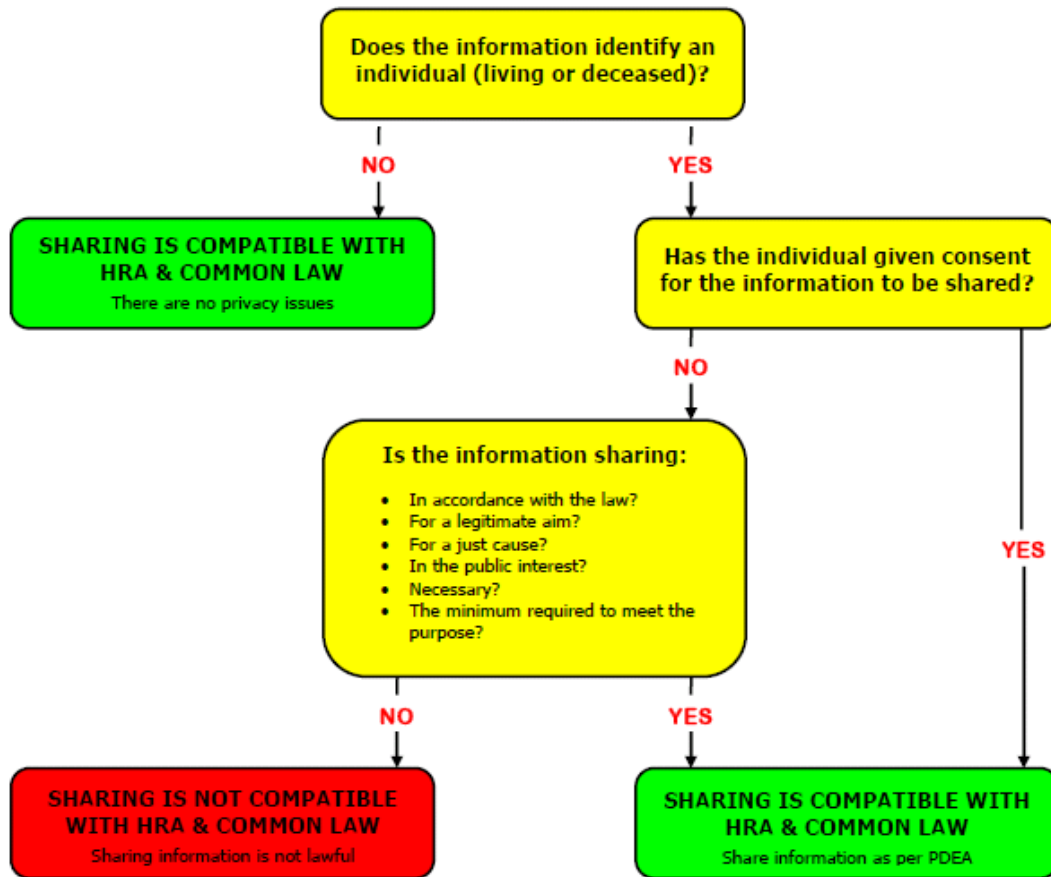 Does the information identify an
individual (living or deceased)?
NO
YES
SHARING IS COMPATIBLE WITH
HRA & COMMON LAW
There are no privacy issues
Has the individual given consent
for the information to be shared?
NO
Is the information sharing:
• In accordance with the law?
• For a legitimate aim?
• For a just cause?
• In the public interest?
• Necessary?
• The minimum required to meet the
purpose?
YES
NO
YES
SHARING IS NOT COMPATIBLE
WITH HRA & COMMON LAW
Sharing information is not lawful
SHARING IS COMPATIBLE WITH
HRA & COMMON LAW
Share information as per PDEA